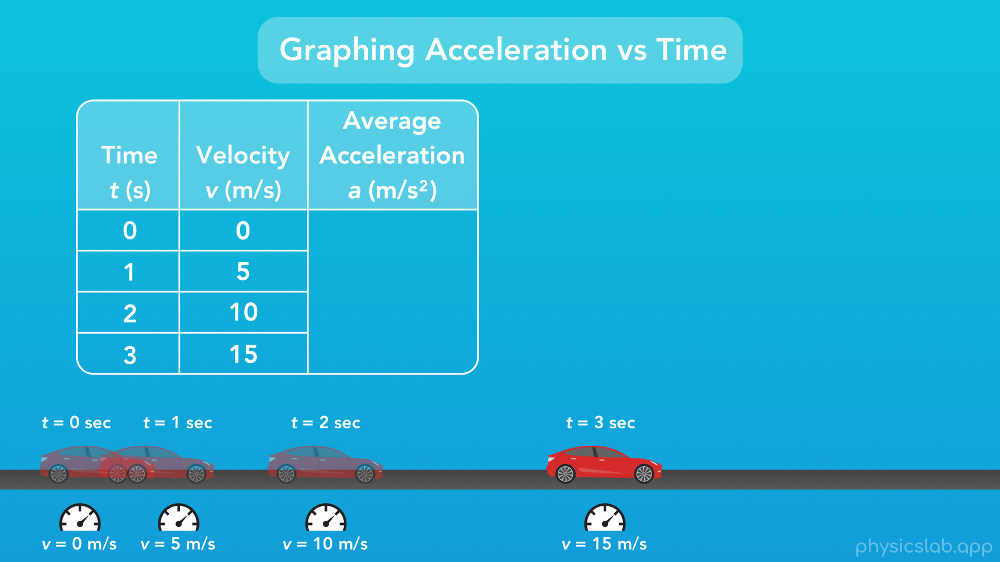 Graphing Acceleration vs Time
Time
t (s)
Velocity
v (m/s)
Average
Acceleration
a (m/s²)
0
0
1
5
2
10
3
15
t = 0 sec
t = 1 sec
t = 2 sec
t = 3 sec
v = 0 m/s
v = 5 m/s
v = 10 m/s
v = 15 m/s
physicslab.app